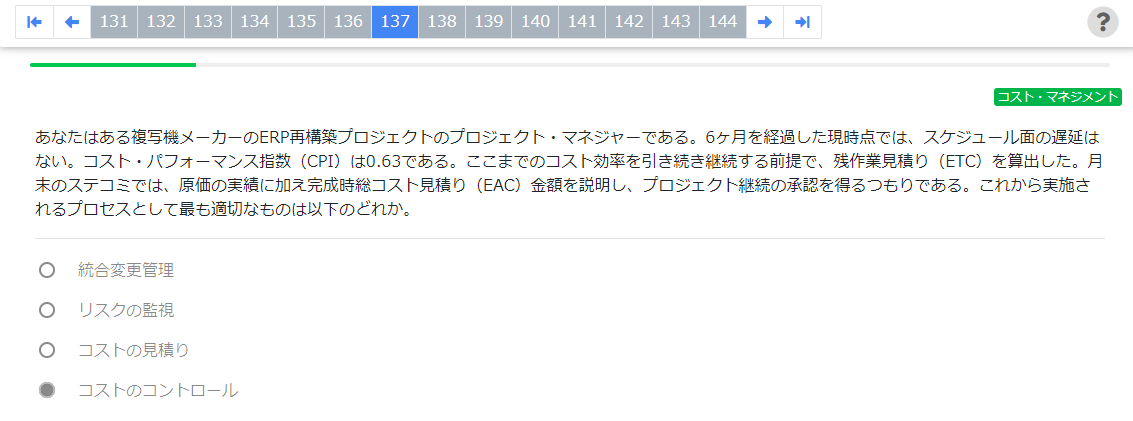 131 132 133 134 135 136 137 138 139 140 141 142 143 144 ?
コスト・マネジメント
あなたはある複写機メーカーのERP再構築プロジェクトのプロジェクト・マネジャーである。6ヶ月を経過した現時点では、スケジュール面の遅延は
ない。コスト・パフォーマンス指数（CPI）は0.63である。ここまでのコスト効率を引き続き継続する前提で、残作業見積り（ETC）を算出した。月
末のステコミでは、原価の実績に加え完成時総コスト見積り（EAC）金額を説明し、プロジェクト継続の承認を得るつもりである。これから実施さ
れるプロセスとして最も適切なものは以下のどれか。
統合変更管理
リスクの監視
コストの見積り
コストのコントロール